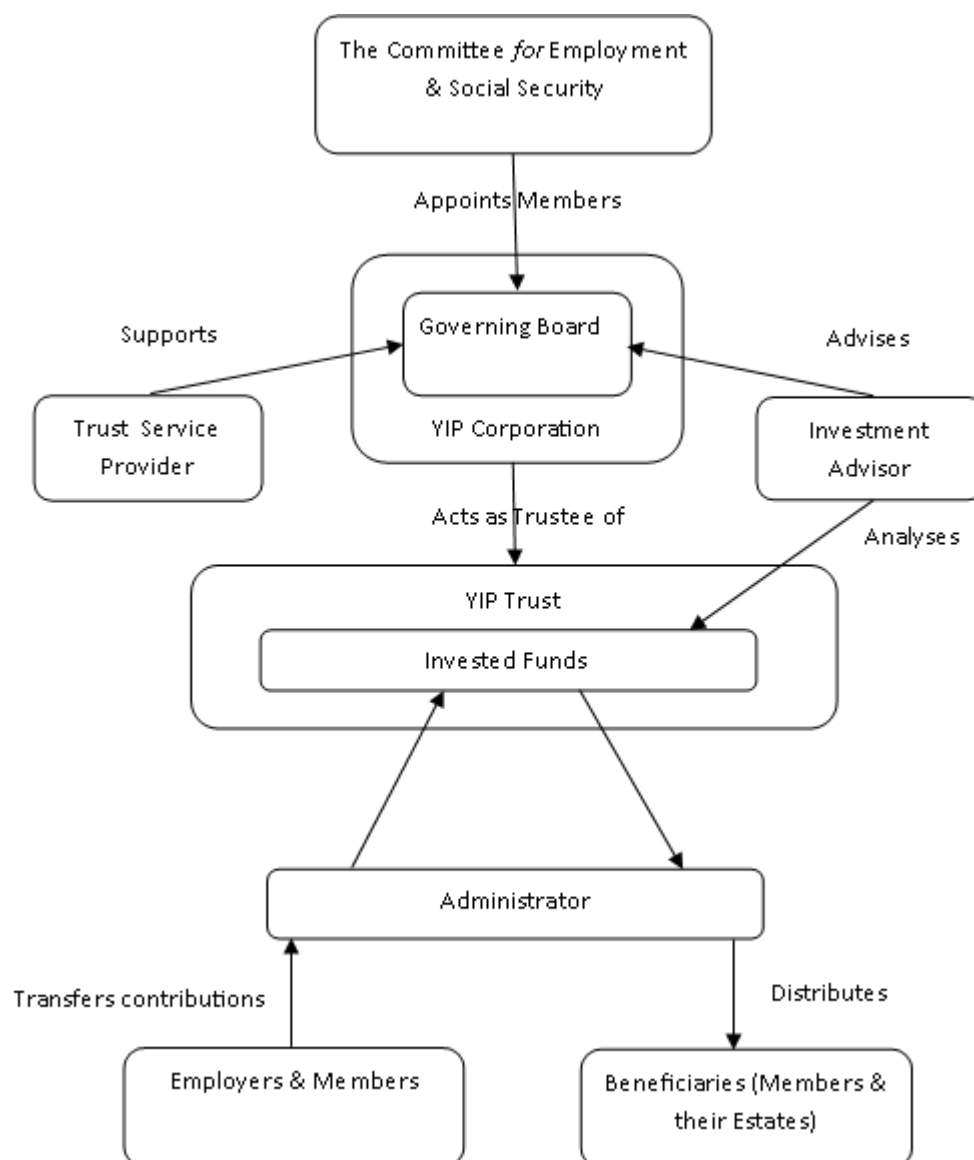 The Committee for Employment
& Social Security
Appoints Members
Governing Board
Supports
Advises
Trust Service
Provider
YIP Corporation
Investment
Advisor
Acts as Trustee of
Analyses
YIP Trust
Invested Funds
Administrator
Transfers contributions
Distributes
Employers & Members
Beneficiaries (Members &
their Estates)